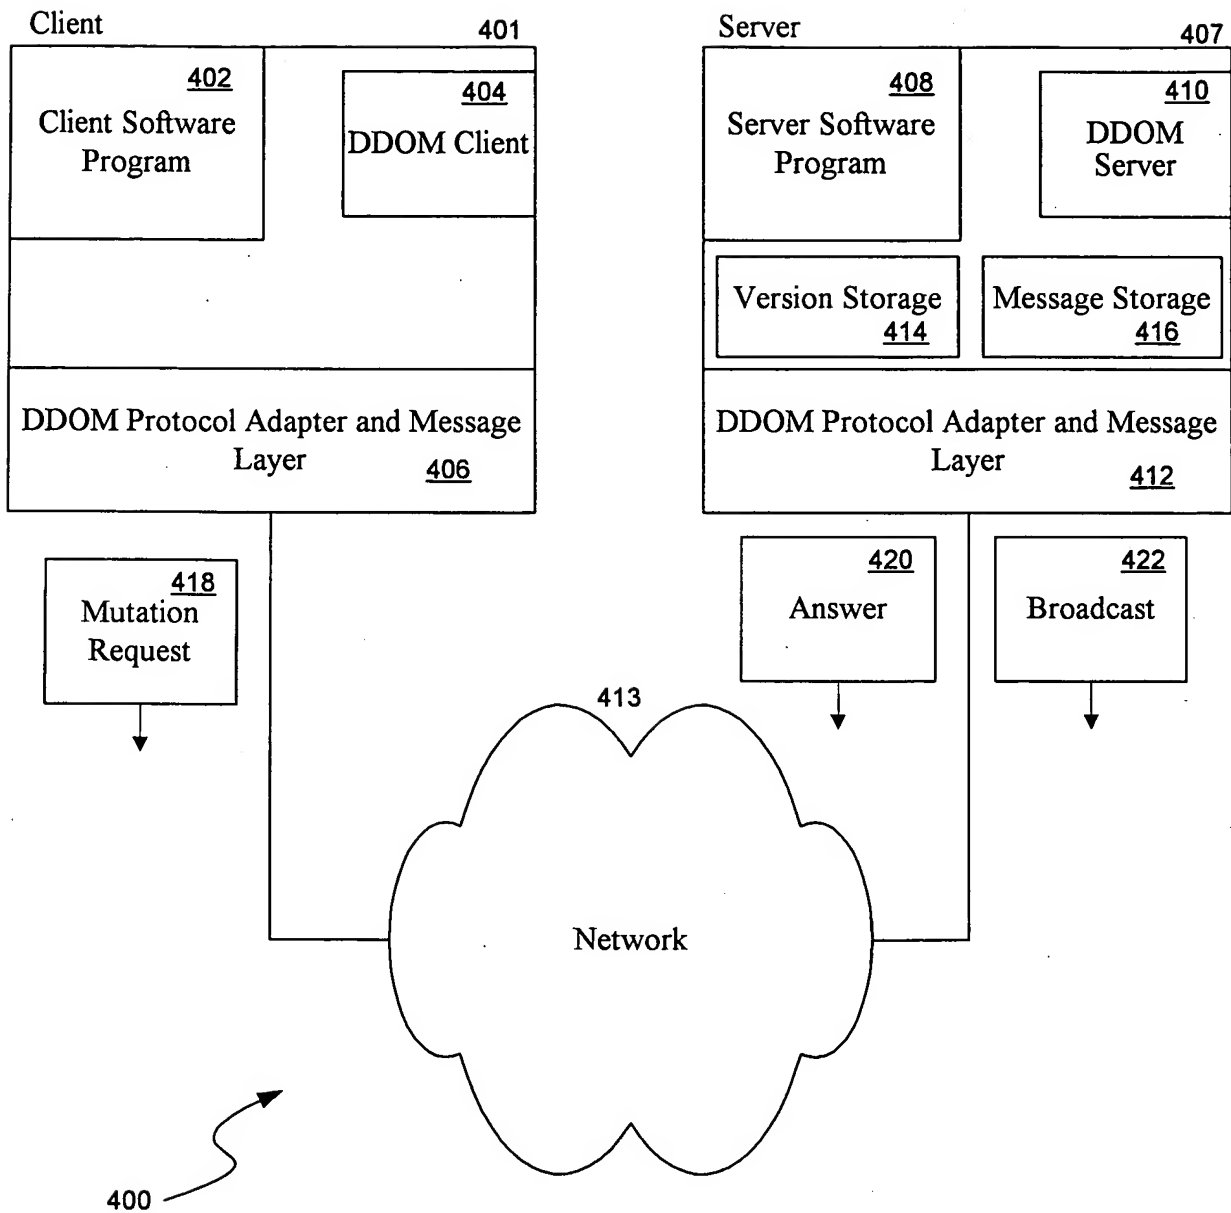 Client
401
402
Client Software
Program
404
DDOM Client
DDOM Protocol Adapter and Message
Layer
406
Server
407
408
Server Software
Program
410
DDOM
Server
Version Storage
414
Message Storage
416
DDOM Protocol Adapter and Message
Layer
412
418
Mutation
Request
420
Answer
422
Broadcast
413
Network
400